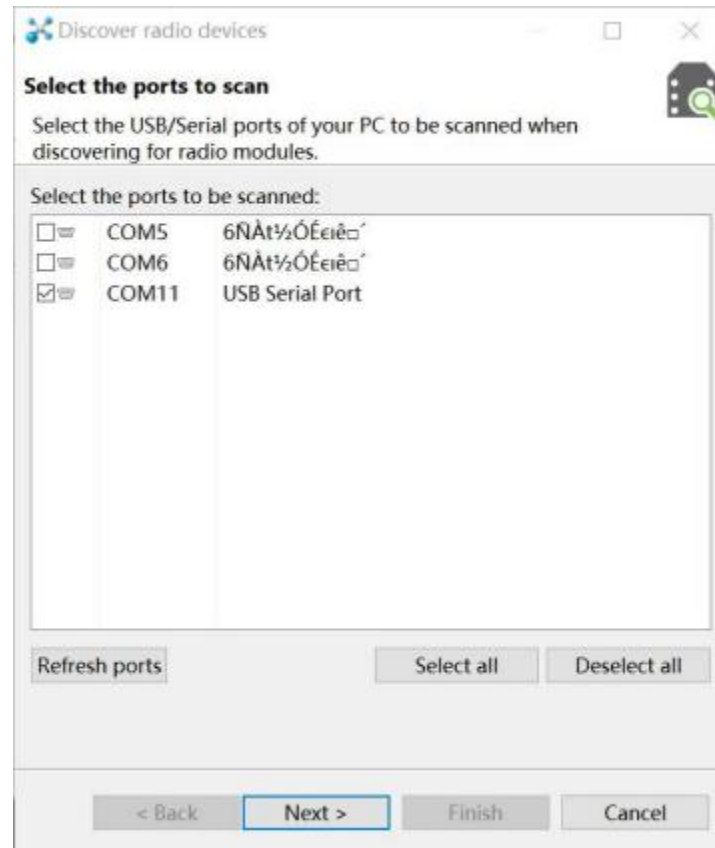 Discover radio devices
Select the ports to scan
Select the USB/Serial ports of your PC to be scanned when
discovering for radio modules.
Select the ports to be scanned:
COM5
COM6
COM11 USB Serial Port
Refresh ports Select all Deselect all
< Back Next > Finish Cancel